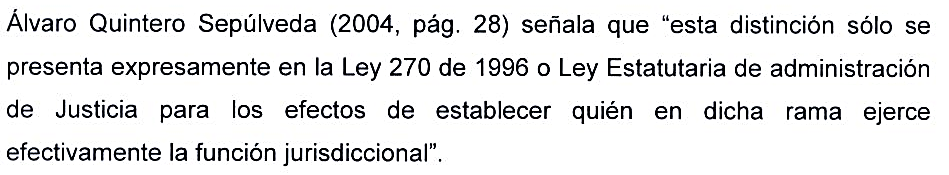 Álvaro Quintero Sepúlveda (2004, pág. 28) señala que “esta distinción sólo se
presenta expresamente en la Ley 270 de 1996 o Ley Estatutaria de administración
de Justicia para los efectos de establecer quién en dicha rama ejerce
efectivamente la función jurisdiccional”.